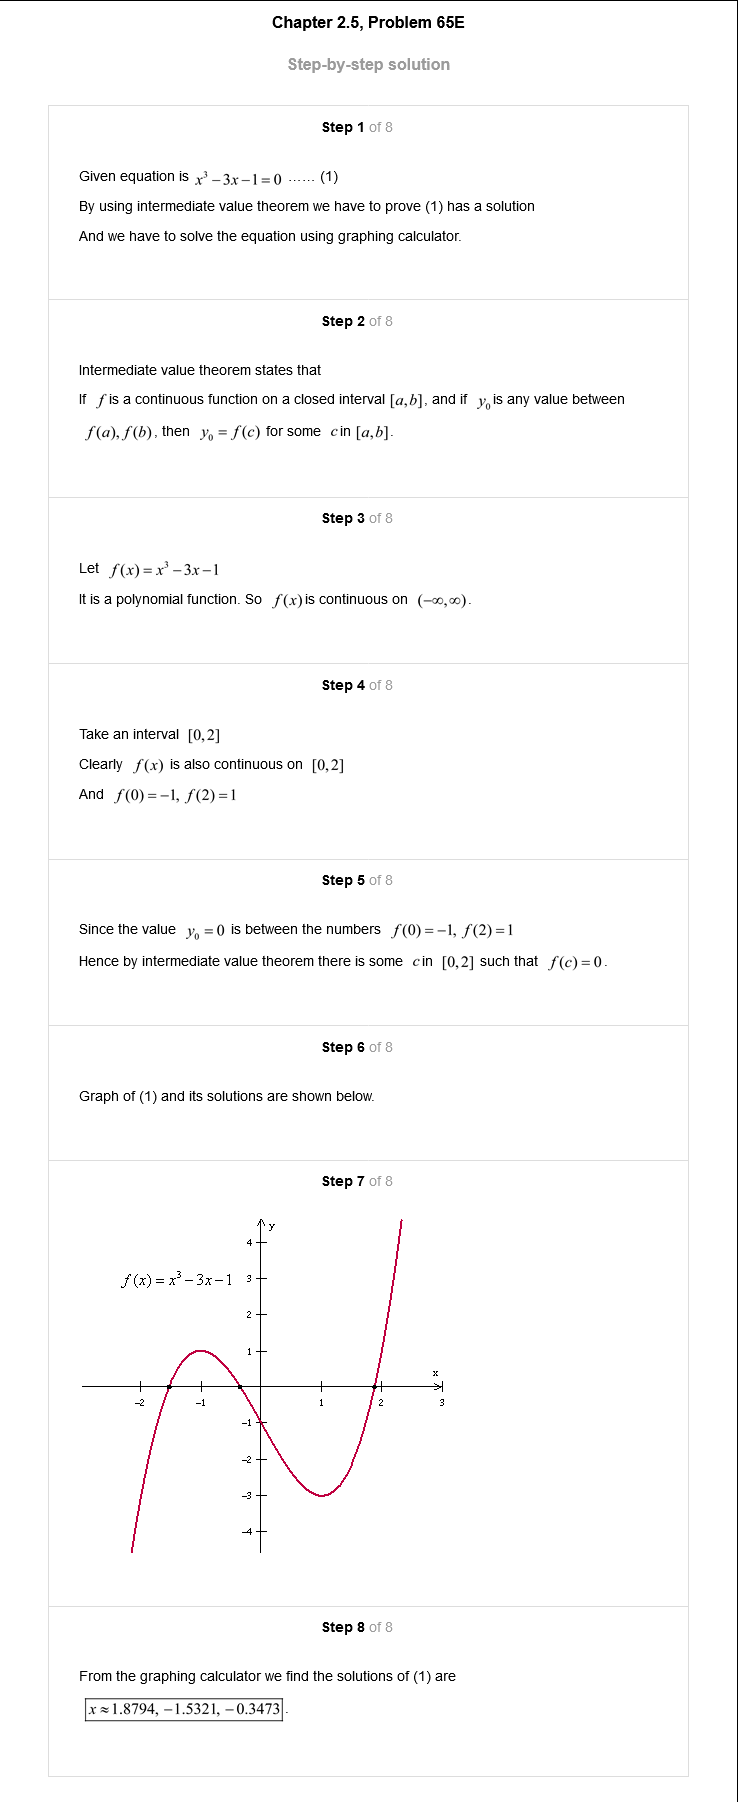 Chapter 2.5, Problem 65E
Step-by-step solution
Step 1 of 8
Given equation is x³ − 3x − 1 = 0 ...... (1)
By using intermediate value theorem we have to prove (1) has a solution
And we have to solve the equation using graphing calculator.
Step 2 of 8
Intermediate value theorem states that
If f is a continuous function on a closed interval [a,b], and if y₀ is any value between
f(a), f(b), then y₀ = f(c) for some c in [a,b].
Step 3 of 8
Let f(x) = x³ − 3x − 1
It is a polynomial function. So f(x) is continuous on (−∞,∞).
Step 4 of 8
Take an interval [0,2]
Clearly f(x) is also continuous on [0,2]
And f(0) = −1, f(2) = 1
Step 5 of 8
Since the value y₀ = 0 is between the numbers f(0) = −1, f(2) = 1
Hence by intermediate value theorem there is some c in [0,2] such that f(c) = 0.
Step 6 of 8
Graph of (1) and its solutions are shown below.
Step 7 of 8
y
4
f(x) = x³ − 3x − 1 3
2
1
x
−2 −1 1 2 3
−1
−2
−3
−4
Step 8 of 8
From the graphing calculator we find the solutions of (1) are
x ≈ 1.8794, −1.5321, −0.3473.